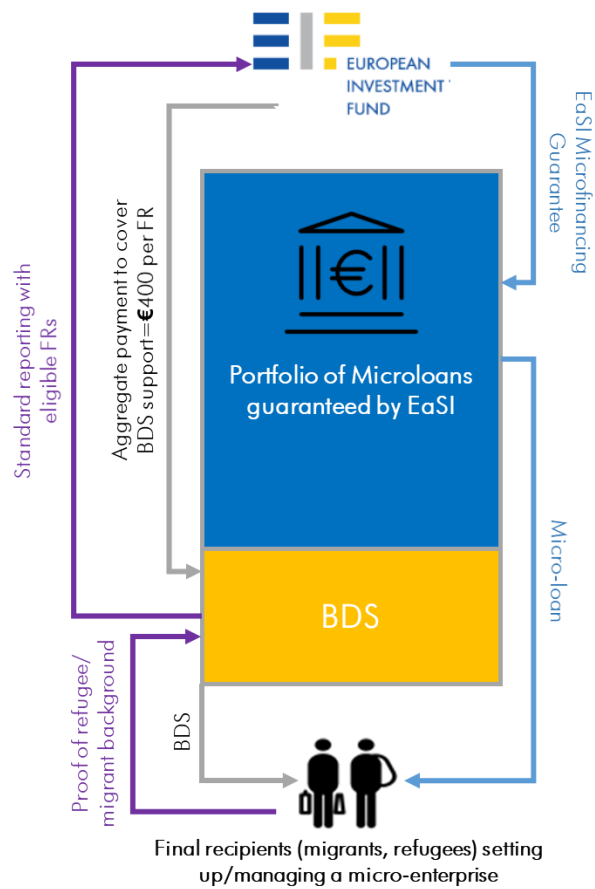 EUROPEAN
INVESTMENT
FUND
EaSI Microfinancing
Guarantee
Aggregate payment to cover
BDS support=€400 per FR
Standard reporting with
eligible FRs
€
Portfolio of Microloans
guaranteed by EaSI
Micro-loan
BDS
Proof of refugee/
migrant background
BDS
Final recipients (migrants, refugees) setting
up/managing a micro-enterprise